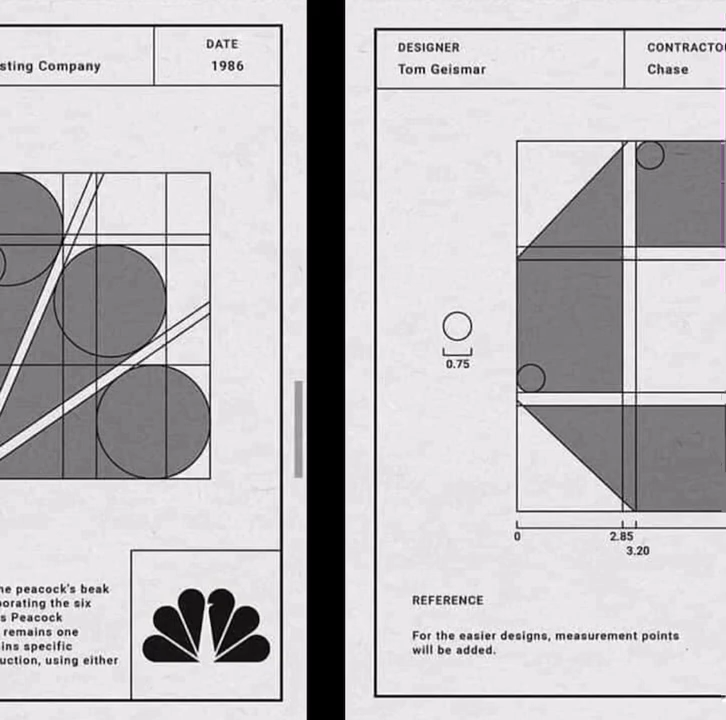 DATE
sting Company
1986
he peacock's beak
orating the six
s Peacock
remains one
ins specific
uction, using either
DESIGNER
CONTRACTO
Tom Geismar
Chase
0.75
0
2.85
3.20
REFERENCE
For the easier designs, measurement points
will be added.